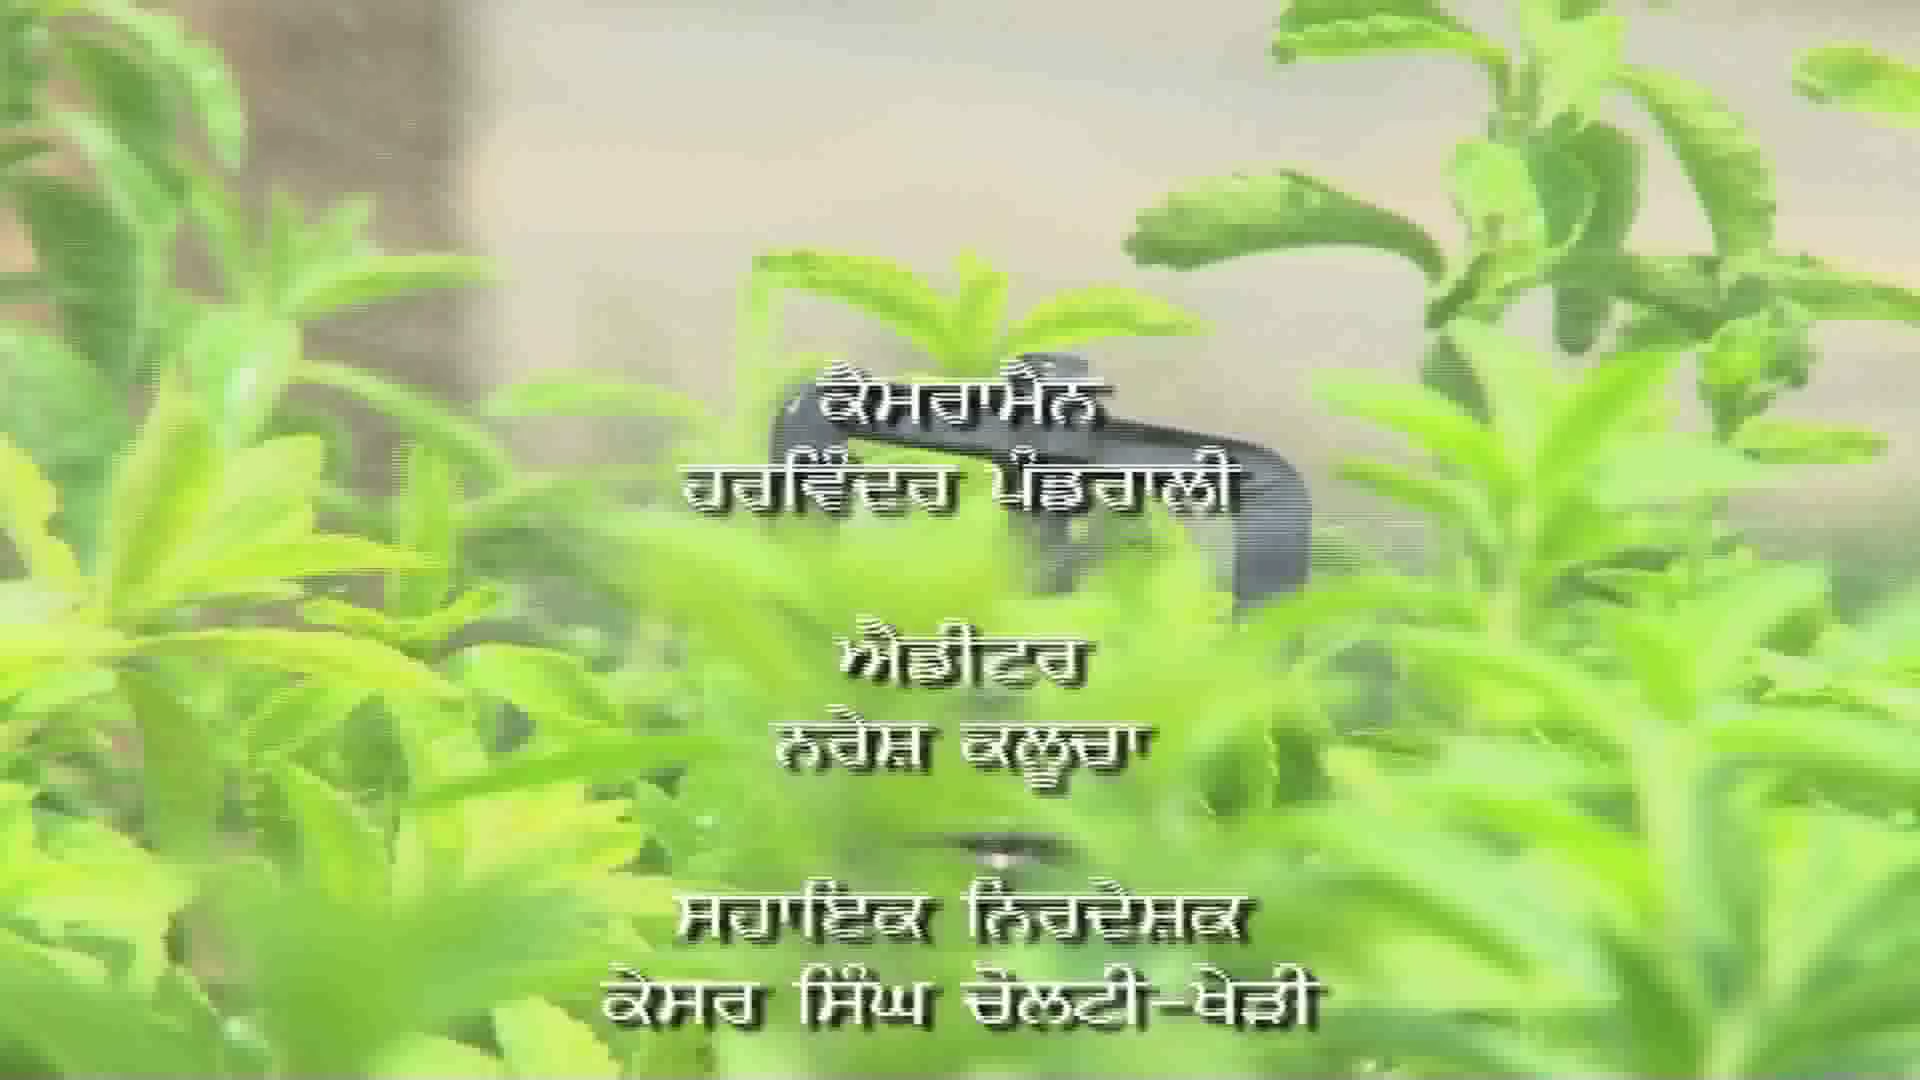 ਕੈਮਰਾਮੈਨ
ਹਰਵਿੰਦਰ ਪੰਡਰਾਲੀ
ਐਡੀਟਰ
ਨਰੇਸ਼ ਕਲੂਚਾ
ਸਹਾਇਕ ਨਿਰਦੇਸ਼ਕ
ਕੇਸਰ ਸਿੰਘ ਚੋਲਟੀ-ਖੇੜੀ